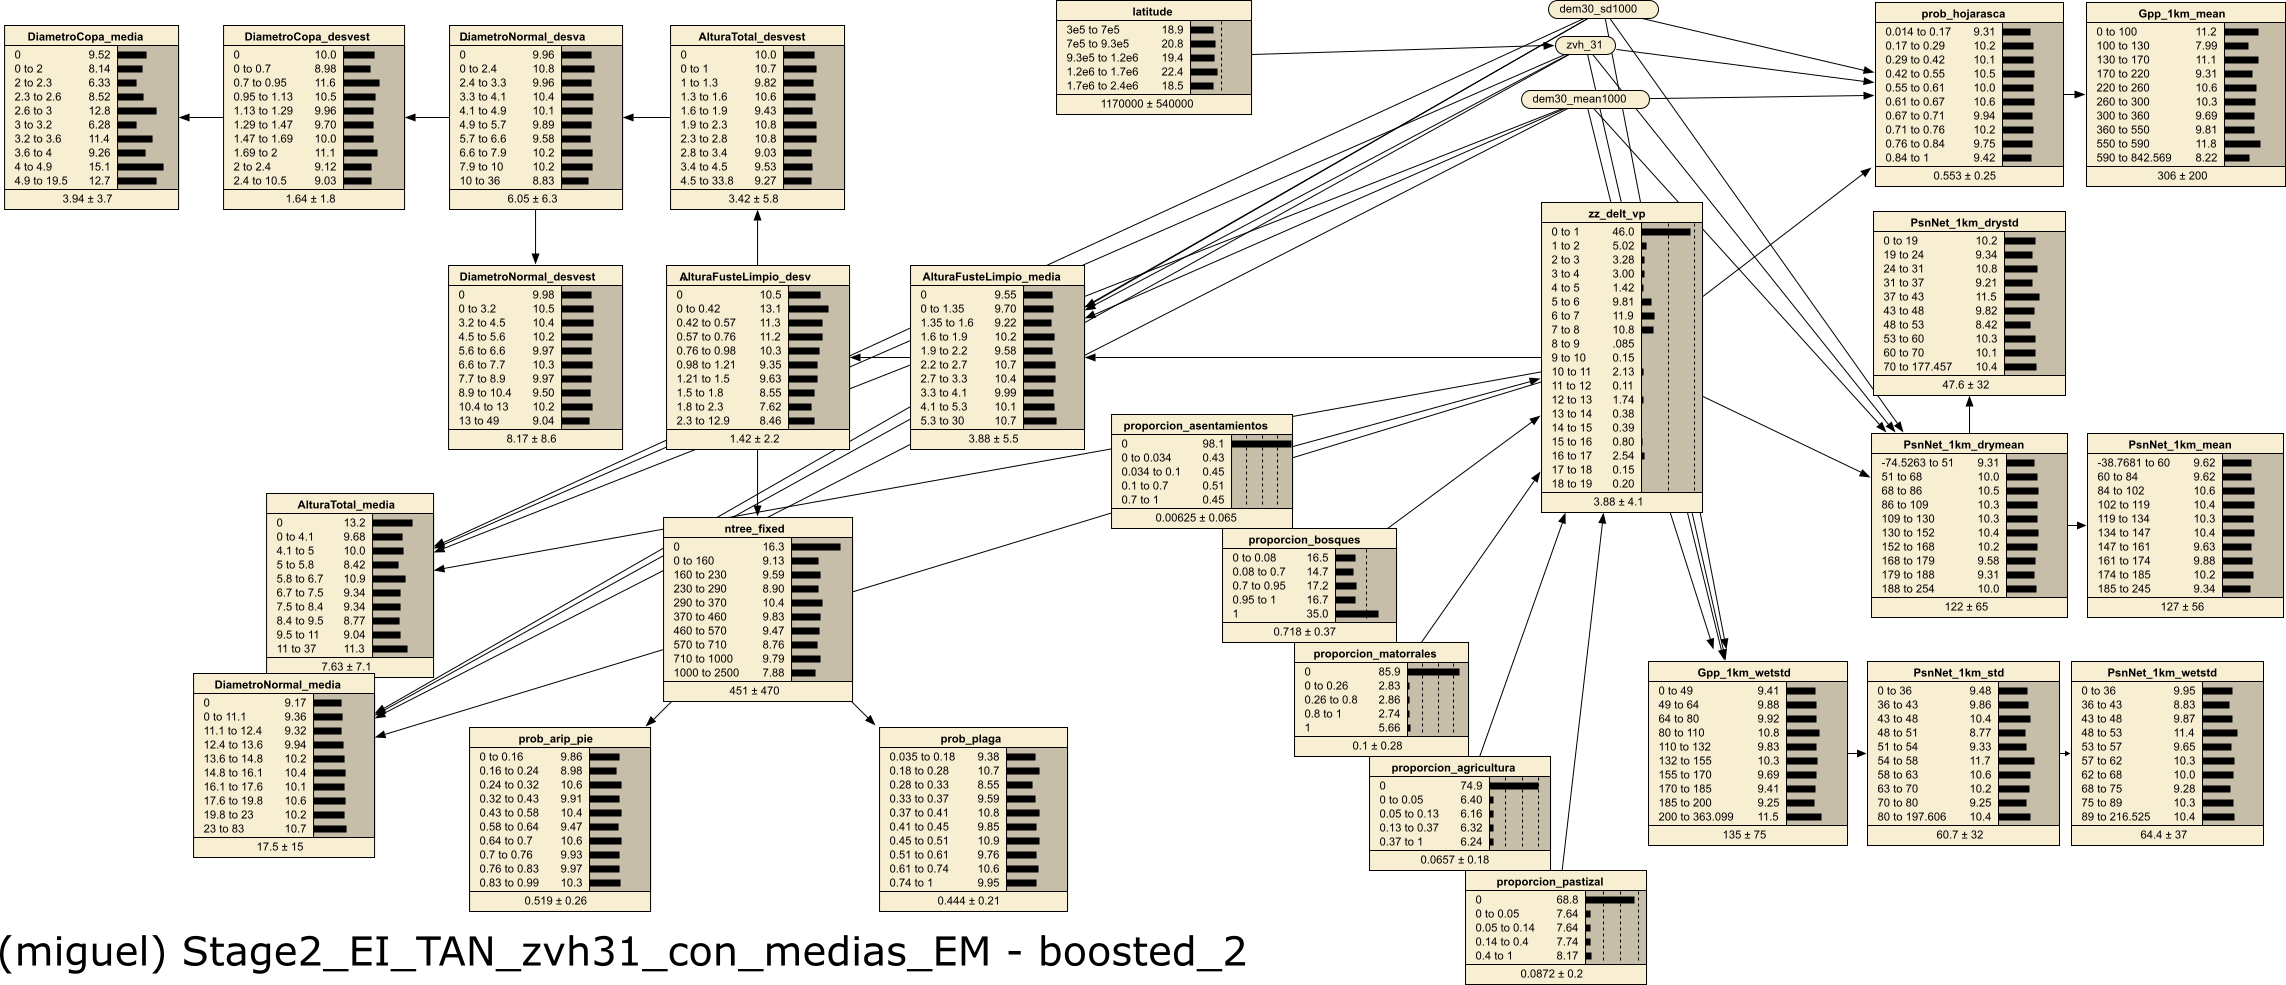 DiametroCopa_media
0 9.52
0 to 2 8.14
2 to 2.3 6.33
2.3 to 2.6 8.52
2.6 to 3 12.8
3 to 3.2 6.28
3.2 to 3.6 11.4
3.6 to 4 9.26
4 to 4.9 15.1
4.9 to 19.5 12.7
3.94 ± 3.7
DiametroCopa_desvest
0 10.0
0 to 0.7 8.98
0.7 to 0.95 11.6
0.95 to 1.13 10.5
1.13 to 1.29 9.96
1.29 to 1.47 9.70
1.47 to 1.69 10.0
1.69 to 2 11.1
2 to 2.4 9.12
2.4 to 10.5 9.03
1.64 ± 1.8
DiametroNormal_desva
0 9.96
0 to 2.4 10.8
2.4 to 3.3 9.96
3.3 to 4.1 10.4
4.1 to 4.9 10.1
4.9 to 5.7 9.89
5.7 to 6.6 9.58
6.6 to 7.9 10.2
7.9 to 10 10.2
10 to 36 8.83
6.05 ± 6.3
AlturaTotal_desvest
0 10.0
0 to 1 10.7
1 to 1.3 9.82
1.3 to 1.6 10.6
1.6 to 1.9 9.43
1.9 to 2.3 10.8
2.3 to 2.8 10.8
2.8 to 3.4 9.03
3.4 to 4.5 9.53
4.5 to 33.8 9.27
3.42 ± 5.8
latitude
3e5 to 7e5 18.9
7e5 to 9.3e5 20.8
9.3e5 to 1.2e6 19.4
1.2e6 to 1.7e6 22.4
1.7e6 to 2.4e6 18.5
1170000 ± 540000
dem30_sd1000
zvh_31
dem30_mean1000
prob_hojarasca
0.014 to 0.17 9.31
0.17 to 0.29 10.2
0.29 to 0.42 10.1
0.42 to 0.55 10.5
0.55 to 0.61 10.0
0.61 to 0.67 10.6
0.67 to 0.71 9.94
0.71 to 0.76 10.2
0.76 to 0.84 9.75
0.84 to 1 9.42
0.553 ± 0.25
Gpp_1km_mean
0 to 100 11.2
100 to 130 7.99
130 to 170 11.1
170 to 220 9.31
220 to 260 10.6
260 to 300 10.3
300 to 360 9.69
360 to 550 9.81
550 to 590 11.8
590 to 842.569 8.22
306 ± 200
DiametroNormal_desvest
0 9.98
0 to 3.2 10.5
3.2 to 4.5 10.4
4.5 to 5.6 10.2
5.6 to 6.6 9.97
6.6 to 7.7 10.3
7.7 to 8.9 9.97
8.9 to 10.4 9.50
10.4 to 13 10.2
13 to 49 9.04
8.17 ± 8.6
AlturaFusteLimpio_desv
0 10.5
0 to 0.42 13.1
0.42 to 0.57 11.3
0.57 to 0.76 11.2
0.76 to 0.98 10.3
0.98 to 1.21 9.35
1.21 to 1.5 9.63
1.5 to 1.8 8.55
1.8 to 2.3 7.62
2.3 to 12.9 8.46
1.42 ± 2.2
AlturaFusteLimpio_media
0 9.55
0 to 1.35 9.70
1.35 to 1.6 9.22
1.6 to 1.9 10.2
1.9 to 2.2 9.58
2.2 to 2.7 10.7
2.7 to 3.3 10.4
3.3 to 4.1 9.99
4.1 to 5.3 10.1
5.3 to 30 10.7
3.88 ± 5.5
zz_delt_vp
0 to 1 46.0
1 to 2 5.02
2 to 3 3.28
3 to 4 3.00
4 to 5 1.42
5 to 6 9.81
6 to 7 11.9
7 to 8 10.8
8 to 9 .085
9 to 10 0.15
10 to 11 2.13
11 to 12 0.11
12 to 13 1.74
13 to 14 0.38
14 to 15 0.39
15 to 16 0.80
16 to 17 2.54
17 to 18 0.15
18 to 19 0.20
3.88 ± 4.1
PsnNet_1km_drystd
0 to 19 10.2
19 to 24 9.34
24 to 31 10.8
31 to 37 9.21
37 to 43 11.5
43 to 48 9.82
48 to 53 8.42
53 to 60 10.3
60 to 70 10.1
70 to 177.457 10.4
47.6 ± 32
proporcion_asentamientos
0 98.1
0 to 0.034 0.43
0.034 to 0.1 0.45
0.1 to 0.7 0.51
0.7 to 1 0.45
0.00625 ± 0.065
PsnNet_1km_drymean
-74.5263 to 51 9.31
51 to 68 10.0
68 to 86 10.5
86 to 109 10.3
109 to 130 10.3
130 to 152 10.4
152 to 168 10.2
168 to 179 9.58
179 to 188 9.31
188 to 254 10.0
122 ± 65
PsnNet_1km_mean
-38.7681 to 60 9.62
60 to 84 9.62
84 to 102 10.6
102 to 119 10.4
119 to 134 10.3
134 to 147 10.4
147 to 161 9.63
161 to 174 9.88
174 to 185 10.2
185 to 245 9.34
127 ± 56
AlturaTotal_media
0 13.2
0 to 4.1 9.68
4.1 to 5 10.0
5 to 5.8 8.42
5.8 to 6.7 10.9
6.7 to 7.5 9.34
7.5 to 8.4 9.34
8.4 to 9.5 8.77
9.5 to 11 9.04
11 to 37 11.3
7.63 ± 7.1
ntree_fixed
0 16.3
0 to 160 9.13
160 to 230 9.59
230 to 290 8.90
290 to 370 10.4
370 to 460 9.83
460 to 570 9.47
570 to 710 8.76
710 to 1000 9.79
1000 to 2500 7.88
451 ± 470
proporcion_bosques
0 to 0.08 16.5
0.08 to 0.7 14.7
0.7 to 0.95 17.2
0.95 to 1 16.7
1 35.0
0.718 ± 0.37
proporcion_matorrales
0 85.9
0 to 0.26 2.83
0.26 to 0.8 2.86
0.8 to 1 2.74
1 5.66
0.1 ± 0.28
DiametroNormal_media
0 9.17
0 to 11.1 9.36
11.1 to 12.4 9.32
12.4 to 13.6 9.94
13.6 to 14.8 10.2
14.8 to 16.1 10.4
16.1 to 17.6 10.1
17.6 to 19.8 10.6
19.8 to 23 10.2
23 to 83 10.7
17.5 ± 15
Gpp_1km_wetstd
0 to 49 9.41
49 to 64 9.88
64 to 80 9.92
80 to 110 10.8
110 to 132 9.83
132 to 155 10.3
155 to 170 9.69
170 to 185 9.41
185 to 200 9.25
200 to 363.099 11.5
135 ± 75
PsnNet_1km_std
0 to 36 9.48
36 to 43 9.86
43 to 48 10.4
48 to 51 8.77
51 to 54 9.33
54 to 58 11.7
58 to 63 10.6
63 to 70 10.2
70 to 80 9.25
80 to 197.606 10.4
60.7 ± 32
PsnNet_1km_wetstd
0 to 36 9.95
36 to 43 8.83
43 to 48 9.87
48 to 53 11.4
53 to 57 9.65
57 to 62 10.3
62 to 68 10.0
68 to 75 9.28
75 to 89 10.3
89 to 216.525 10.4
64.4 ± 37
prob_arip_pie
0 to 0.16 9.86
0.16 to 0.24 8.98
0.24 to 0.32 10.6
0.32 to 0.43 9.91
0.43 to 0.58 10.4
0.58 to 0.64 9.47
0.64 to 0.7 10.6
0.7 to 0.76 9.93
0.76 to 0.83 9.97
0.83 to 0.99 10.3
0.519 ± 0.26
prob_plaga
0.035 to 0.18 9.38
0.18 to 0.28 10.7
0.28 to 0.33 8.55
0.33 to 0.37 9.59
0.37 to 0.41 10.8
0.41 to 0.45 9.85
0.45 to 0.51 10.9
0.51 to 0.61 9.76
0.61 to 0.74 10.6
0.74 to 1 9.95
0.444 ± 0.21
proporcion_agricultura
0 74.9
0 to 0.05 6.40
0.05 to 0.13 6.16
0.13 to 0.37 6.32
0.37 to 1 6.24
0.0657 ± 0.18
proporcion_pastizal
0 68.8
0 to 0.05 7.64
0.05 to 0.14 7.64
0.14 to 0.4 7.74
0.4 to 1 8.17
0.0872 ± 0.2
(miguel) Stage2_EI_TAN_zvh31_con_medias_EM - boosted_2